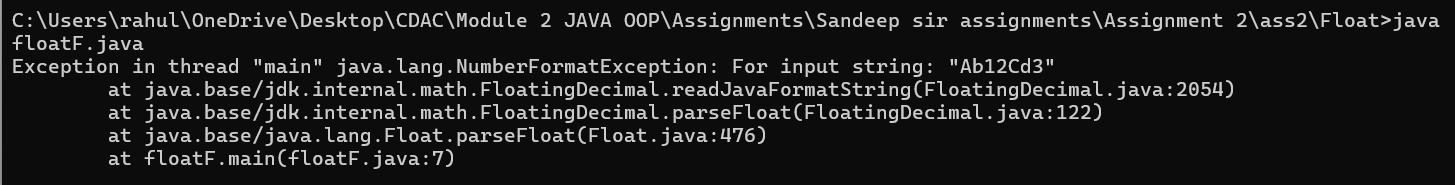 C:\Users\rahul\OneDrive\Desktop\CDAC\Module 2 JAVA OOP\Assignments\Sandeep sir assignments\Assignment 2\ass2\Float>java
floatF.java
Exception in thread "main" java.lang.NumberFormatException: For input string: "Ab12Cd3"
        at java.base/jdk.internal.math.FloatingDecimal.readJavaFormatString(FloatingDecimal.java:2054)
        at java.base/jdk.internal.math.FloatingDecimal.parseFloat(FloatingDecimal.java:122)
        at java.base/java.lang.Float.parseFloat(Float.java:476)
        at floatF.main(floatF.java:7)